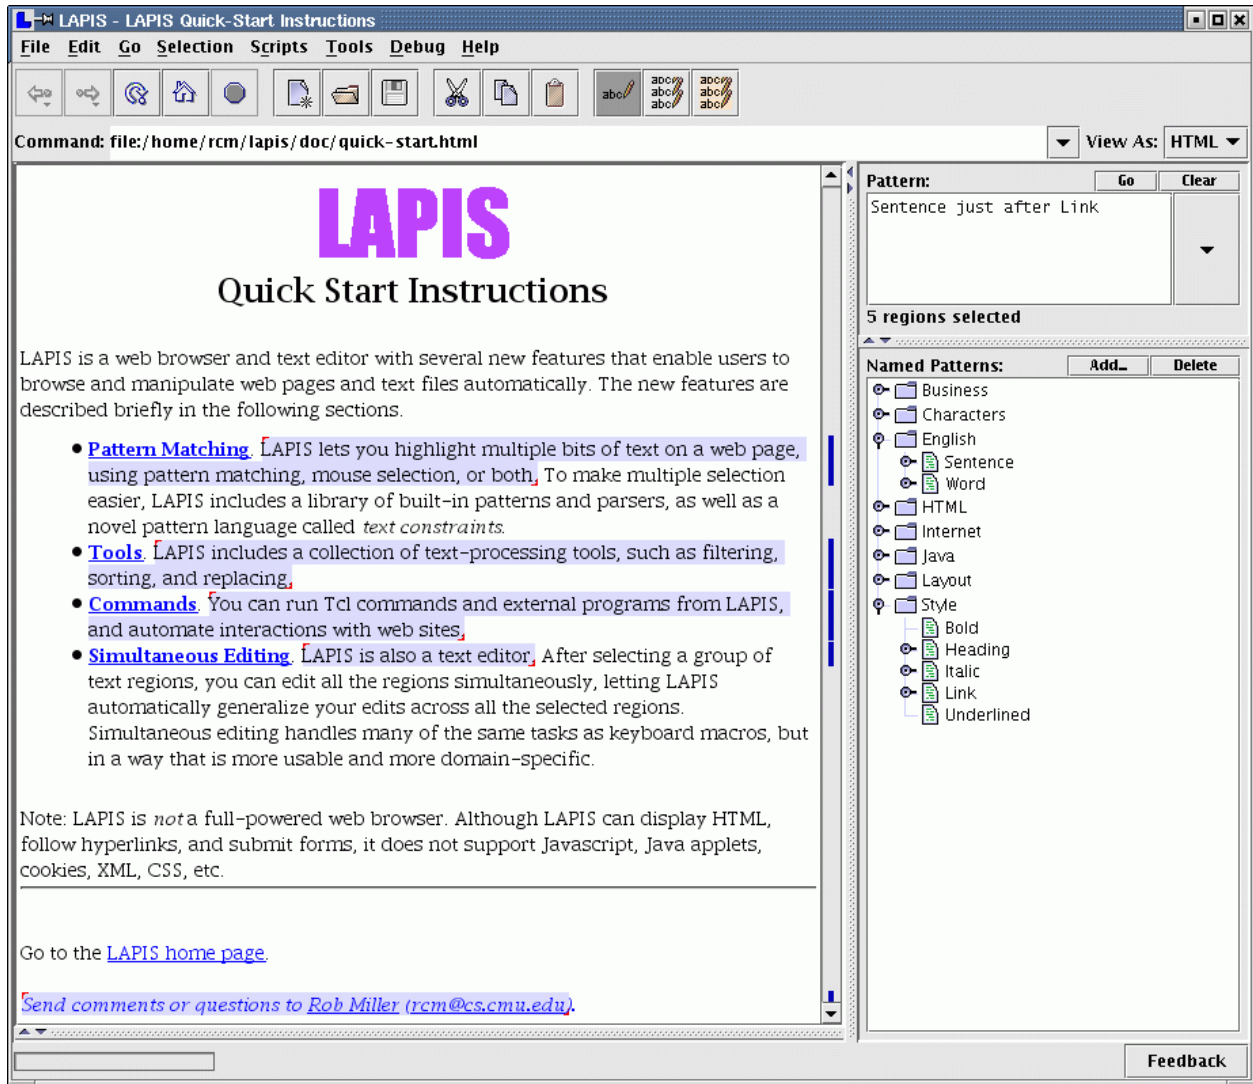 LAPIS - LAPIS Quick-Start Instructions
File Edit Go Selection Scripts Tools Debug Help
abc
abc
abc
abc
abc
abc
abc
Command: file:/home/rcm/lapis/doc/quick-start.html
View As: HTML
LAPIS
Quick Start Instructions
LAPIS is a web browser and text editor with several new features that enable users to
browse and manipulate web pages and text files automatically. The new features are
described briefly in the following sections.
● Pattern Matching. LAPIS lets you highlight multiple bits of text on a web page,
using pattern matching, mouse selection, or both. To make multiple selection
easier, LAPIS includes a library of built-in patterns and parsers, as well as a
novel pattern language called text constraints.
● Tools. LAPIS includes a collection of text-processing tools, such as filtering,
sorting, and replacing.
● Commands. You can run Tcl commands and external programs from LAPIS,
and automate interactions with web sites.
● Simultaneous Editing. LAPIS is also a text editor. After selecting a group of
text regions, you can edit all the regions simultaneously, letting LAPIS
automatically generalize your edits across all the selected regions.
Simultaneous editing handles many of the same tasks as keyboard macros, but
in a way that is more usable and more domain-specific.
Note: LAPIS is not a full-powered web browser. Although LAPIS can display HTML,
follow hyperlinks, and submit forms, it does not support Javascript, Java applets,
cookies, XML, CSS, etc.
Go to the LAPIS home page.
Send comments or questions to Rob Miller (rcm@cs.cmu.edu).
Pattern: Go Clear
Sentence just after Link
5 regions selected
Named Patterns: Add... Delete
Business
Characters
English
Sentence
Word
HTML
Internet
Java
Layout
Style
Bold
Heading
Italic
Link
Underlined
Feedback